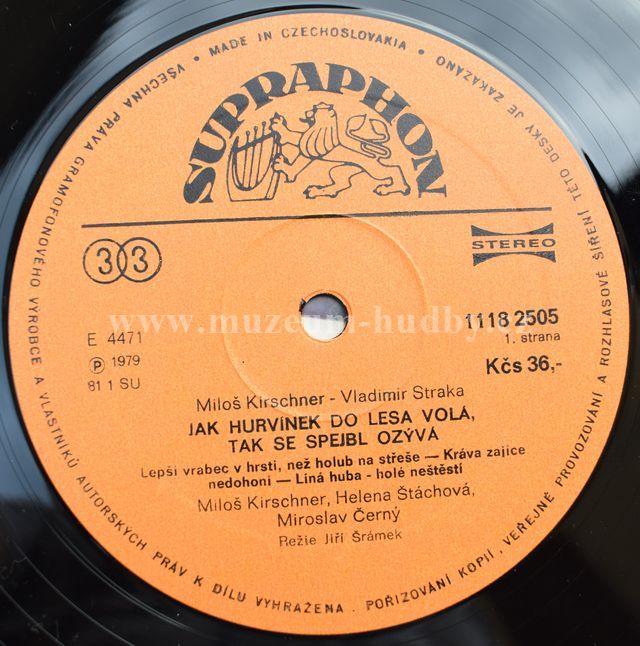 VŠECHNA PRÁVA GRAMOFONOVÉHO VÝROBCE A VLASTNÍKŮ AUTORSKÝCH PRÁV K DÍLU VYHRAŽENA. POŘIZOVÁNÍ KOPIÍ, VEŘEJNÉ PROVOZOVÁNÍ A ROZHLASOVÉ ŠÍŘENÍ TÉTO DESKY JE ZAKÁZÁNO
• MADE IN CZECHOSLOVAKIA •
SUPRAPHON
33
STEREO
www.muzeum-hudby.cz
E 4471
1118 2505
℗ 1979
1. strana
81 1 SU
Kčs 36,-
Miloš Kirschner - Vladimír Straka
JAK HURVÍNEK DO LESA VOLÁ,
TAK SE SPEJBL OZÝVÁ
Lepší vrabec v hrsti, než holub na střeše — Kráva zajíce
nedohoní — Líná huba - holé neštěstí
Miloš Kirschner, Helena Štáchová,
Miroslav Černý
Režie Jiří Šrámek